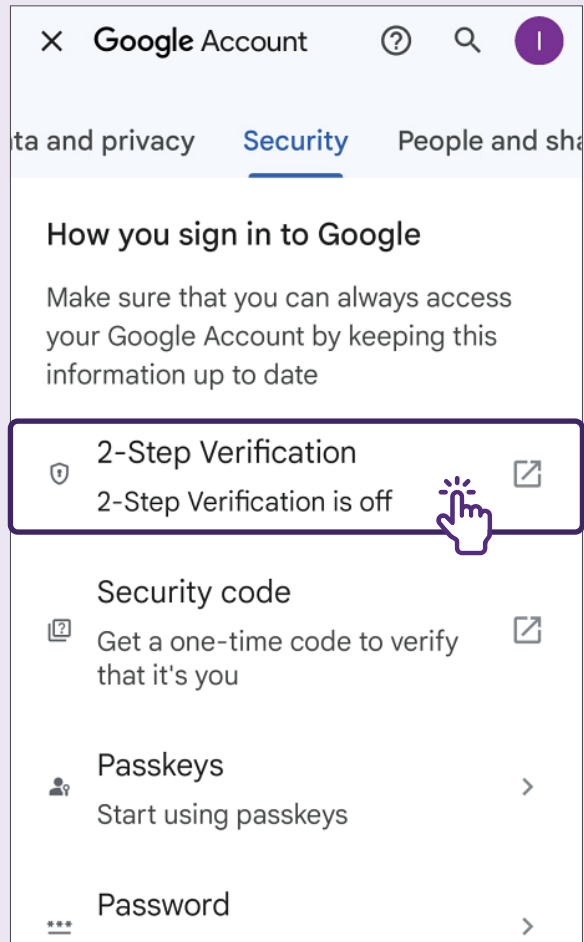 Google Account
I
ta and privacy Security People and sha
How you sign in to Google
Make sure that you can always access
your Google Account by keeping this
information up to date
2-Step Verification
2-Step Verification is off
Security code
Get a one-time code to verify
that it's you
Passkeys
Start using passkeys
Password